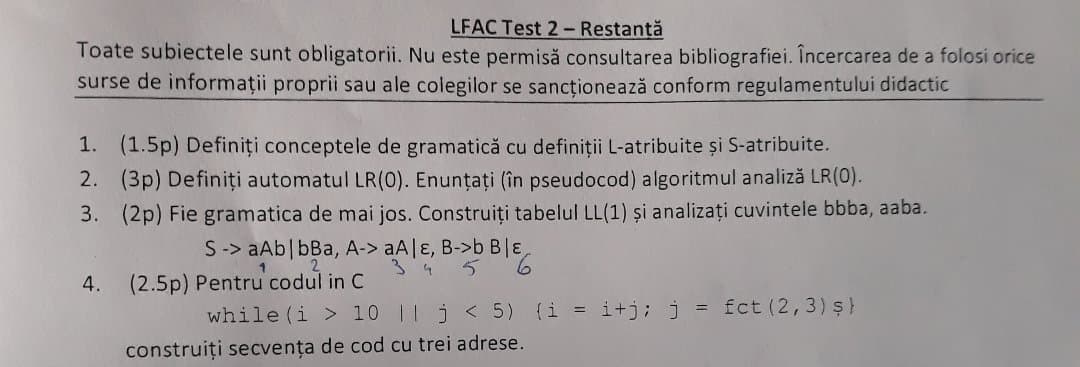 LFAC Test 2 – Restanță
Toate subiectele sunt obligatorii. Nu este permisă consultarea bibliografiei. Încercarea de a folosi orice
surse de informații proprii sau ale colegilor se sancționează conform regulamentului didactic
1. (1.5p) Definiți conceptele de gramatică cu definiții L-atribuite și S-atribuite.
2. (3p) Definiți automatul LR(0). Enunțați (în pseudocod) algoritmul analiză LR(0).
3. (2p) Fie gramatica de mai jos. Construiți tabelul LL(1) și analizați cuvintele bbba, aaba.
S -> aAb|bBa, A-> aA|ε, B->b B|ε
1 2 3 4 5 6
4. (2.5p) Pentru codul in C
while(i > 10 || j < 5) {i = i+j; j = fct(2,3)ș}
construiți secvența de cod cu trei adrese.